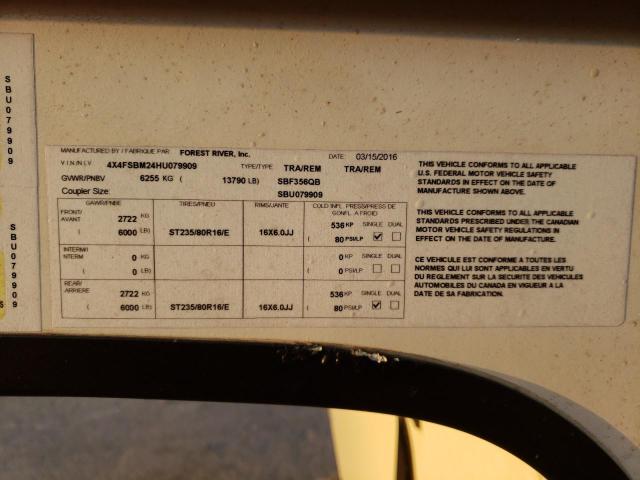 SBU079909
SBU079909
MANUFACTURED BY / FABRIQUE PAR FOREST RIVER, Inc. DATE: 03/15/2016
V.I.N./N.I.V. 4X4FSBM24HU079909 TYPE/TYPE TRA/REM TRA/REM
GVWR/PNBV 6255 KG ( 13790 LB) SBF356QB
Coupler Size: SBU079909
GAWR/PNBE TIRES/PNEU RIMS/JANTE COLD INFL. PRESS/PRESS DE GONFL. A FROID
FRONT/ AVANT 2722 KG 536 KP SINGLE DUAL
( 6000 LB) ST235/80R16/E 16X6.0JJ ( 80 PSI/LP
INTERM/I NTERM 0 KG 0 KP SINGLE DUAL
( 0 LB) ( 0 PSI/LP
REAR/ ARRIERE 2722 KG 536 KP SINGLE DUAL
( 6000 LB) ST235/80R16/E 16X6.0JJ ( 80 PSI/LP
THIS VEHICLE CONFORMS TO ALL APPLICABLE
U.S. FEDERAL MOTOR VEHICLE SAFETY
STANDARDS IN EFFECT ON THE DATE OF
MANUFACTURE SHOWN ABOVE.
THIS VEHICLE CONFORMS TO ALL APPLICABLE
STANDARDS PRESCRIBED UNDER THE CANADIAN
MOTOR VEHICLE SAFETY REGULATIONS IN
EFFECT ON THE DATE OF MANUFACTURE.
CE VEHICULE EST CONFORME A TOUTES LES
NORMES QUI LUI SONT APPLICABLES EN VERTU
DU REGLEMENT SUR LA SECURITE DES VEHICULES
AUTOMOBILES DU CANADA EN VIGUEUR A LA
DATE DE SA FABRICATION.